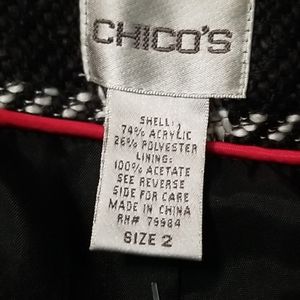 CHICO'S
SHELL:
74% ACRYLIC
26% POLYESTER
LINING:
100% ACETATE
SEE REVERSE
SIDE FOR CARE
MADE IN CHINA
RN# 79984
SIZE 2